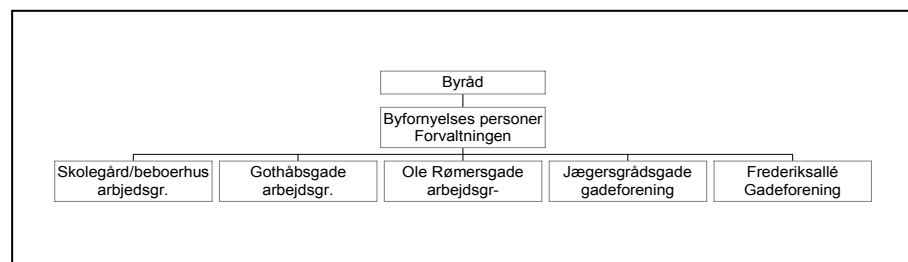 Byråd
Byfornyelses personer
Forvaltningen
Skolegård/beboerhus
arbjedsgr.
Gothåbsgade
arbejdsgr.
Ole Rømersgade
arbejdsgr-
Jægersgrådsgade
gadeforening
Frederiksallé
Gadeforening